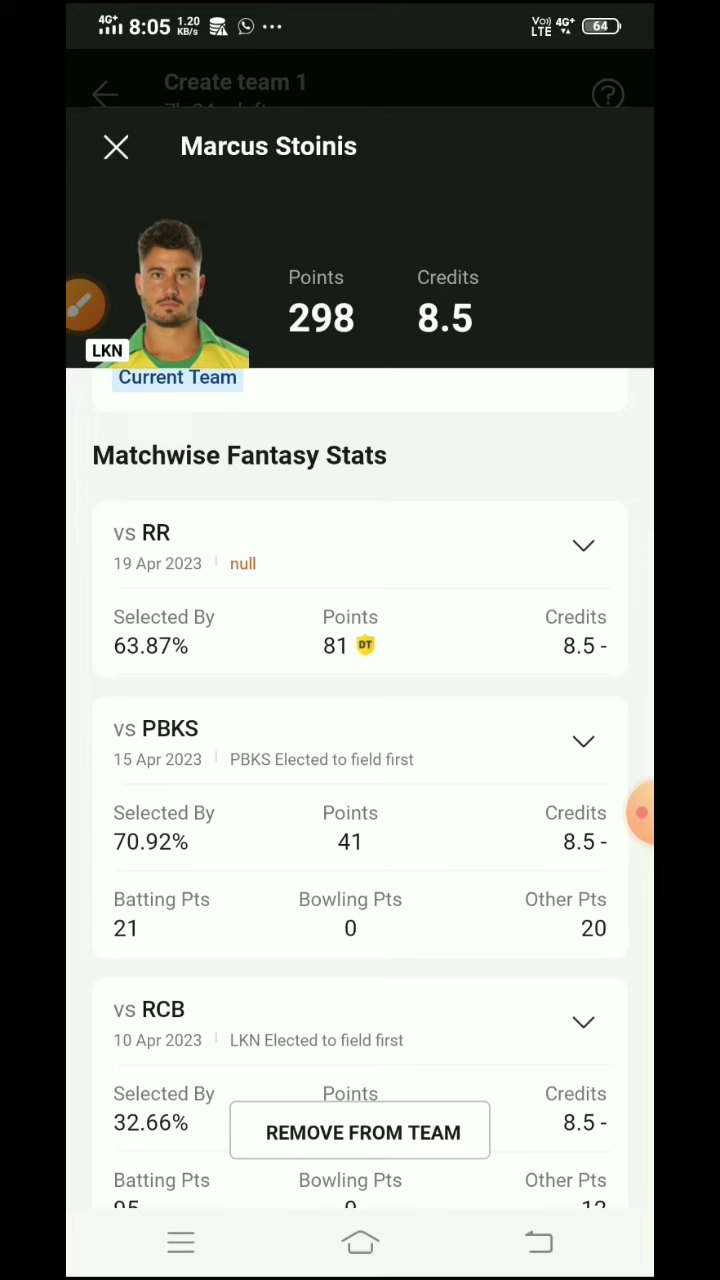 4G+ 8:05 1.20 KB/s ... Vo)) LTE 4G+ 64
Create team 1
Marcus Stoinis
Points Credits
298 8.5
LKN
Current Team
Matchwise Fantasy Stats
vs RR
19 Apr 2023 null
Selected By Points Credits
63.87% 81 DT 8.5 -
vs PBKS
15 Apr 2023 PBKS Elected to field first
Selected By Points Credits
70.92% 41 8.5 -
Batting Pts Bowling Pts Other Pts
21 0 20
vs RCB
10 Apr 2023 LKN Elected to field first
Selected By Points Credits
32.66% 8.5 -
REMOVE FROM TEAM
Batting Pts Bowling Pts Other Pts